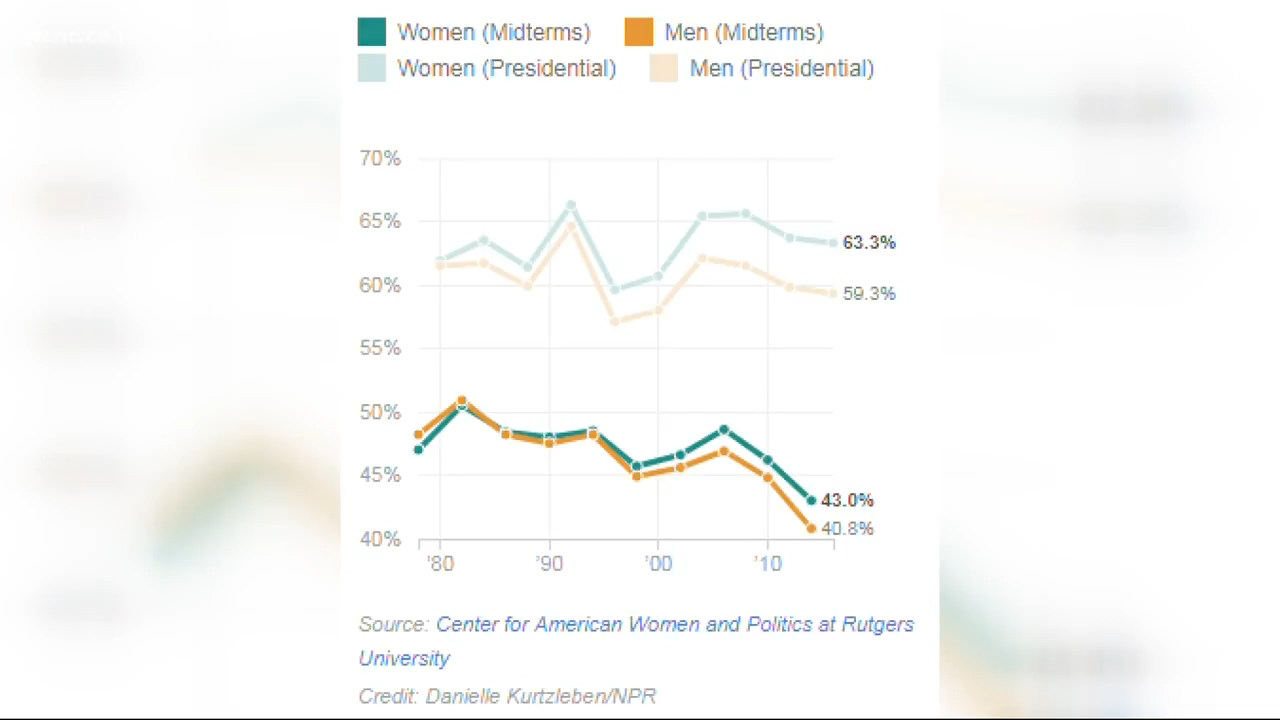 Women (Midterms) Men (Midterms)
Women (Presidential) Men (Presidential)
70%
65%
63.3%
60%
59.3%
55%
50%
45%
43.0%
40.8%
40%
'80 '90 '00 '10
Source: Center for American Women and Politics at Rutgers
University
Credit: Danielle Kurtzleben/NPR